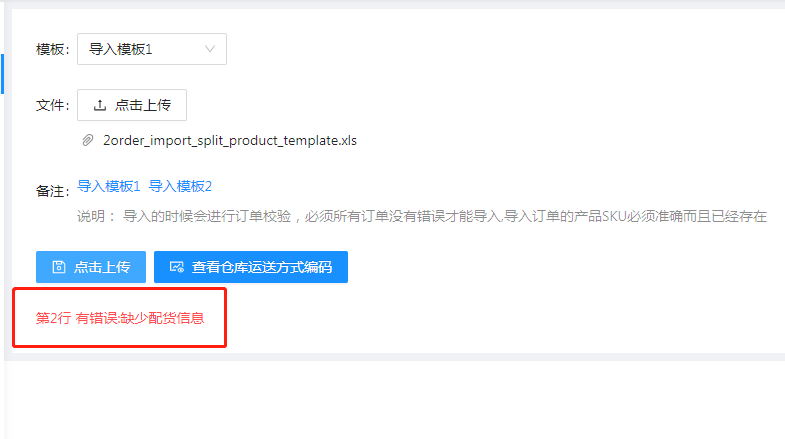 模板: 导入模板1
文件: 点击上传
2order_import_split_product_template.xls
备注: 导入模板1 导入模板2
说明： 导入的时候会进行订单校验，必须所有订单没有错误才能导入,导入订单的产品SKU必须准确而且已经存在
点击上传 查看仓库运送方式编码
第2行 有错误:缺少配货信息